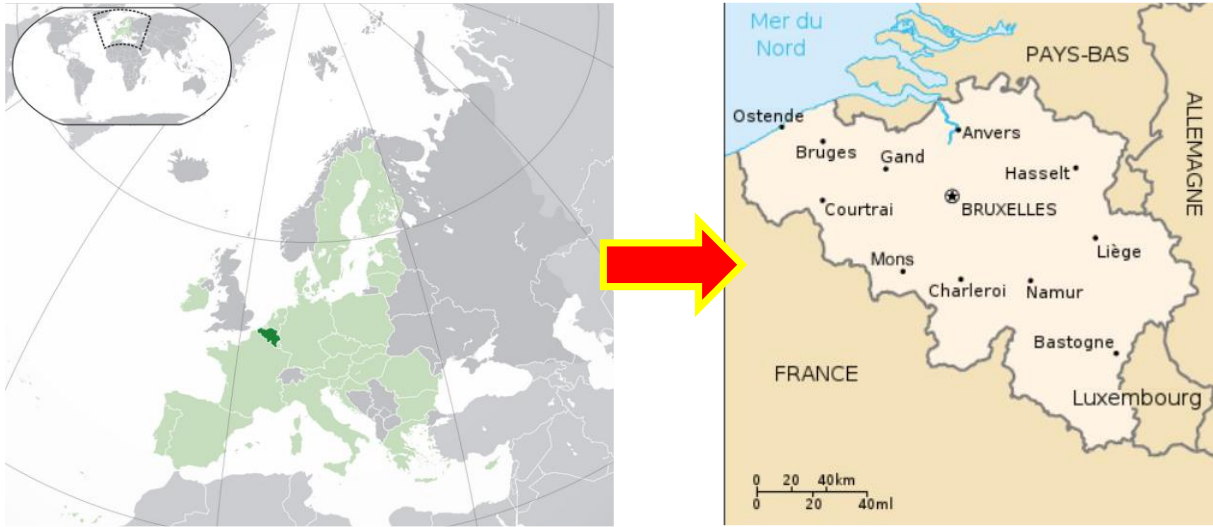 Mer du
Nord
PAYS-BAS
ALLEMAGNE
Ostende
Anvers
Bruges
Gand
Hasselt
Courtrai
BRUXELLES
Liège
Mons
Charleroi
Namur
Bastogne
FRANCE
Luxembourg
0 20 40km
0 20 40ml